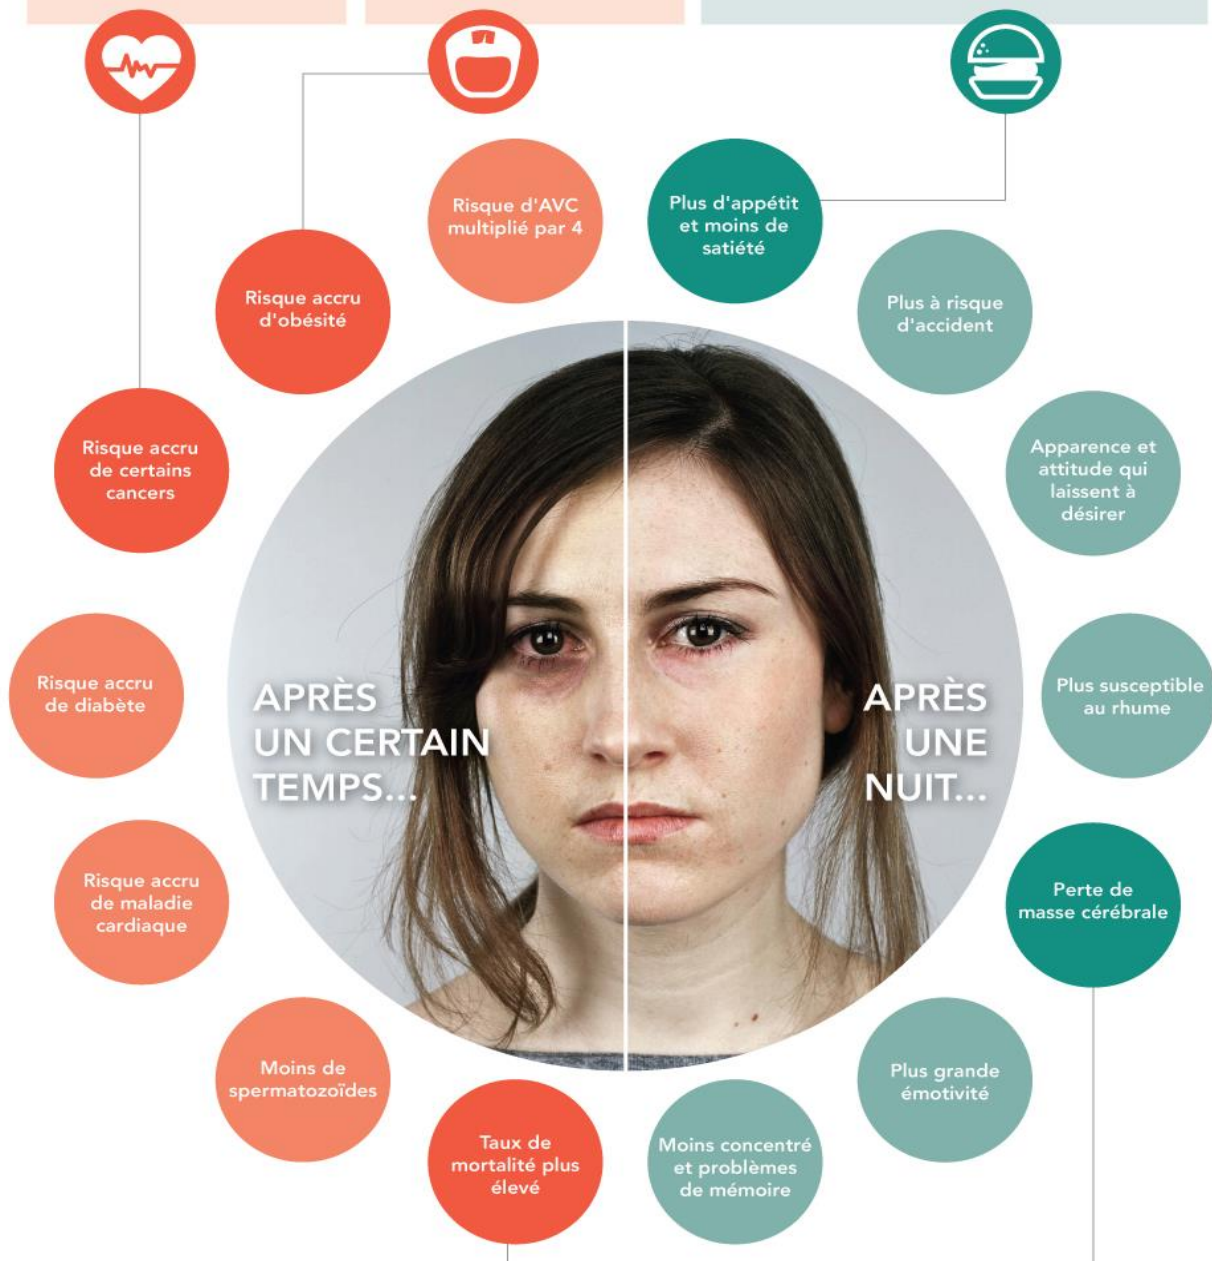 Risque d'AVC
multiplié par 4
Plus d'appétit
et moins de
satiété
Risque accru
d'obésité
Plus à risque
d'accident
Risque accru
de certains
cancers
Apparence et
attitude qui
laissent à
désirer
Risque accru
de diabète
APRÈS
UN CERTAIN
TEMPS...
APRÈS
UNE
NUIT...
Plus susceptible
au rhume
Risque accru
de maladie
cardiaque
Perte de
masse cérébrale
Moins de
spermatozoïdes
Plus grande
émotivité
Taux de
mortalité plus
élevé
Moins concentré
et problèmes
de mémoire